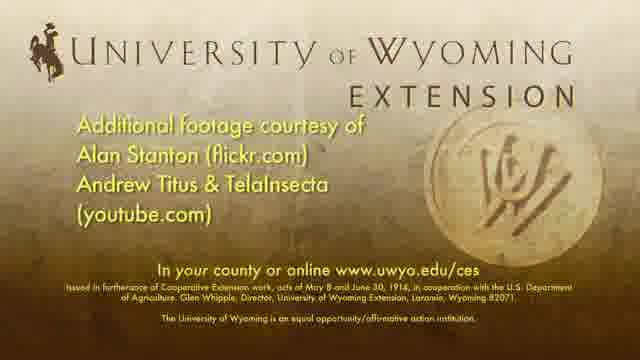 UNIVERSITY OF WYOMING
EXTENSION
Additional footage courtesy of
Alan Stanton (flickr.com)
Andrew Titus & TelaInsecta
(youtube.com)
In your county or online www.uwyo.edu/ces
Issued in furtherance of Cooperative Extension work, acts of May 8 and June 30, 1914, in cooperation with the U.S. Department
of Agriculture. Glen Whipple, Director, University of Wyoming Extension, Laramie, Wyoming 82071.
The University of Wyoming is an equal opportunity/affirmative action institution.